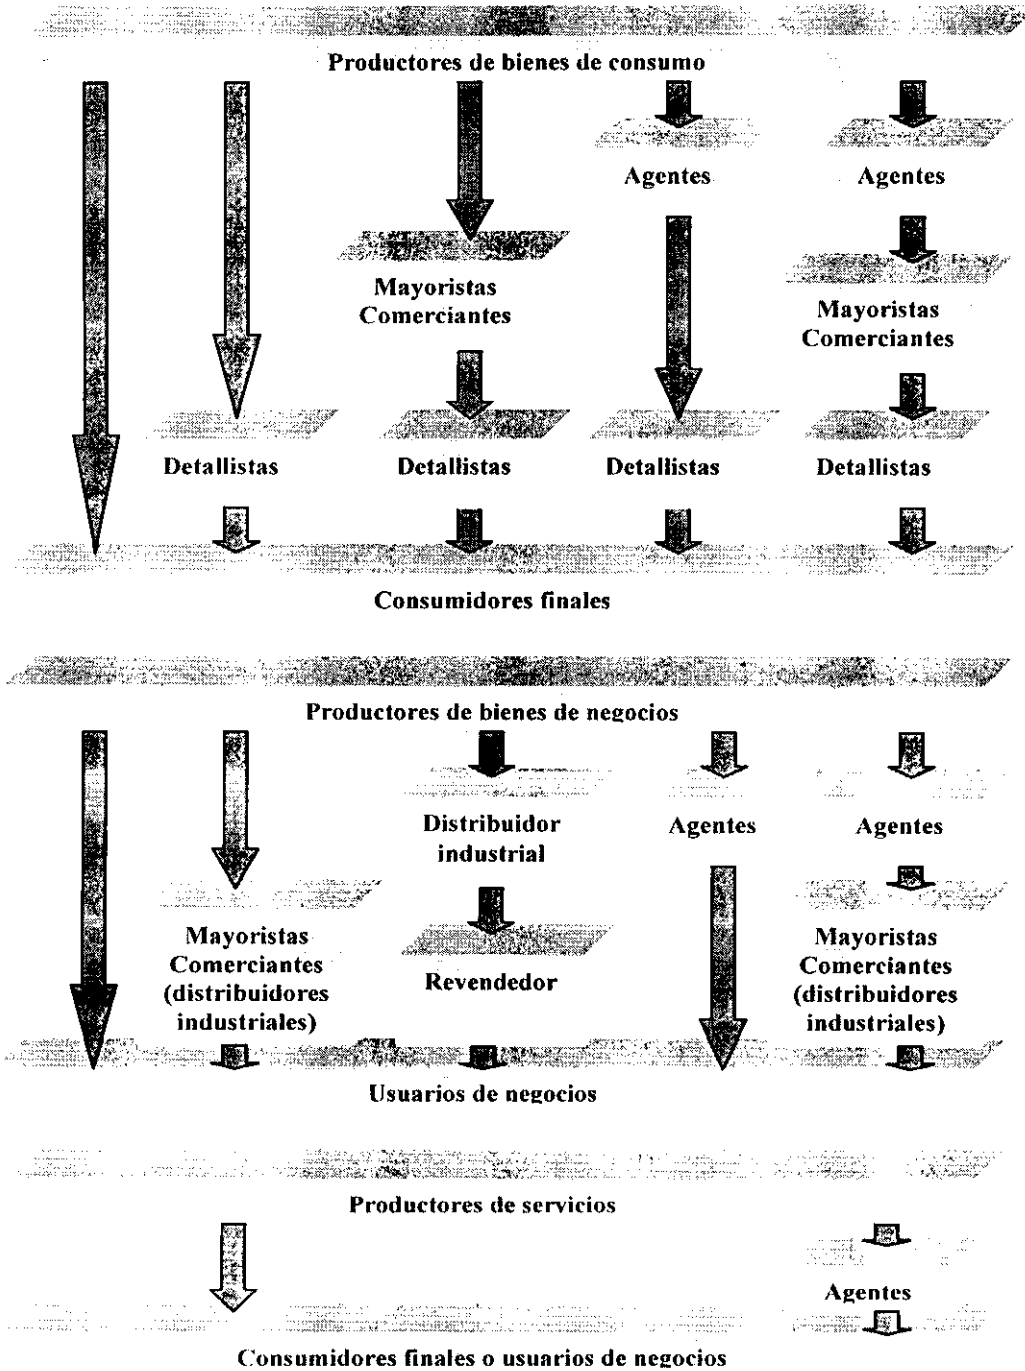 Productores de bienes de consumo
Agentes
Agentes
Mayoristas
Comerciantes
Mayoristas
Comerciantes
Detallistas
Detallistas
Detallistas
Detallistas
Consumidores finales
Productores de bienes de negocios
Distribuidor
industrial
Agentes
Agentes
Mayoristas
Comerciantes
(distribuidores
industriales)
Revendedor
Mayoristas
Comerciantes
(distribuidores
industriales)
Usuarios de negocios
Productores de servicios
Agentes
Consumidores finales o usuarios de negocios